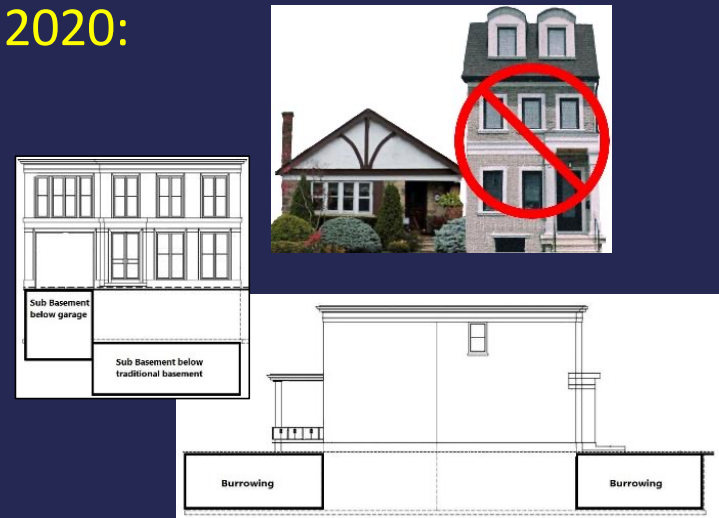 2020:
Sub Basement
below garage
Sub Basement below
traditional basement
Burrowing
Burrowing